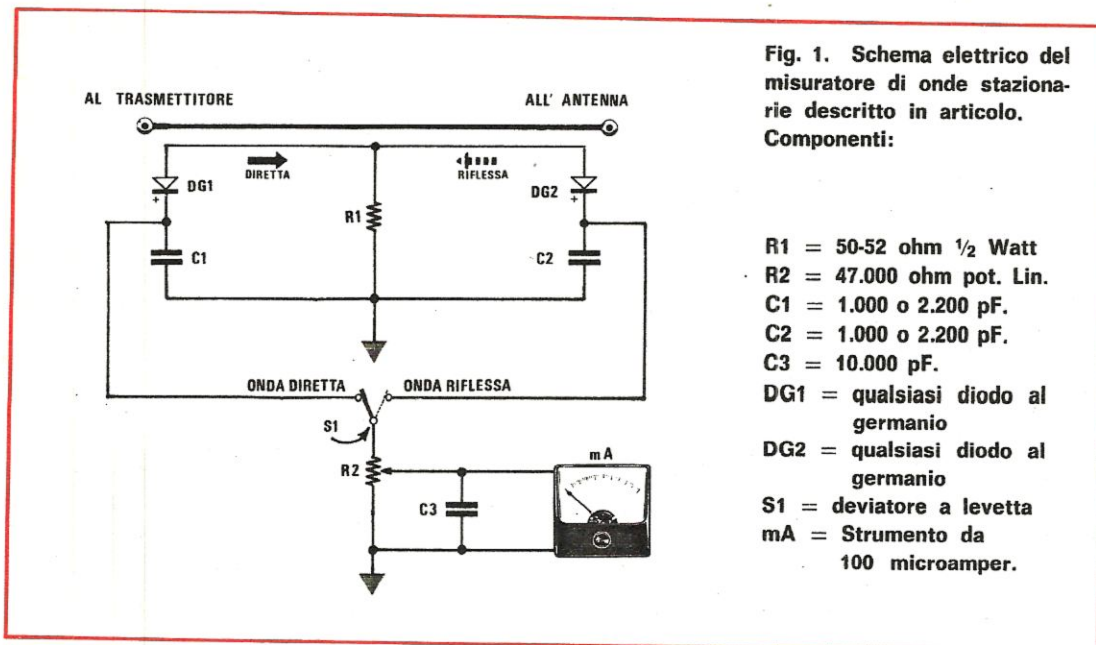 Fig. 1. Schema elettrico del
misuratore di onde staziona-
rie descritto in articolo.
Componenti:
R1 = 50-52 ohm ½ Watt
R2 = 47.000 ohm pot. Lin.
C1 = 1.000 o 2.200 pF.
C2 = 1.000 o 2.200 pF.
C3 = 10.000 pF.
DG1 = qualsiasi diodo al
germanio
DG2 = qualsiasi diodo al
germanio
S1 = deviatore a levetta
mA = Strumento da
100 microamper.
AL TRASMETTITORE
ALL' ANTENNA
DIRETTA
RIFLESSA
DG1
+
R1
DG2
+
C1
C2
ONDA DIRETTA
ONDA RIFLESSA
S1
R2
C3
mA